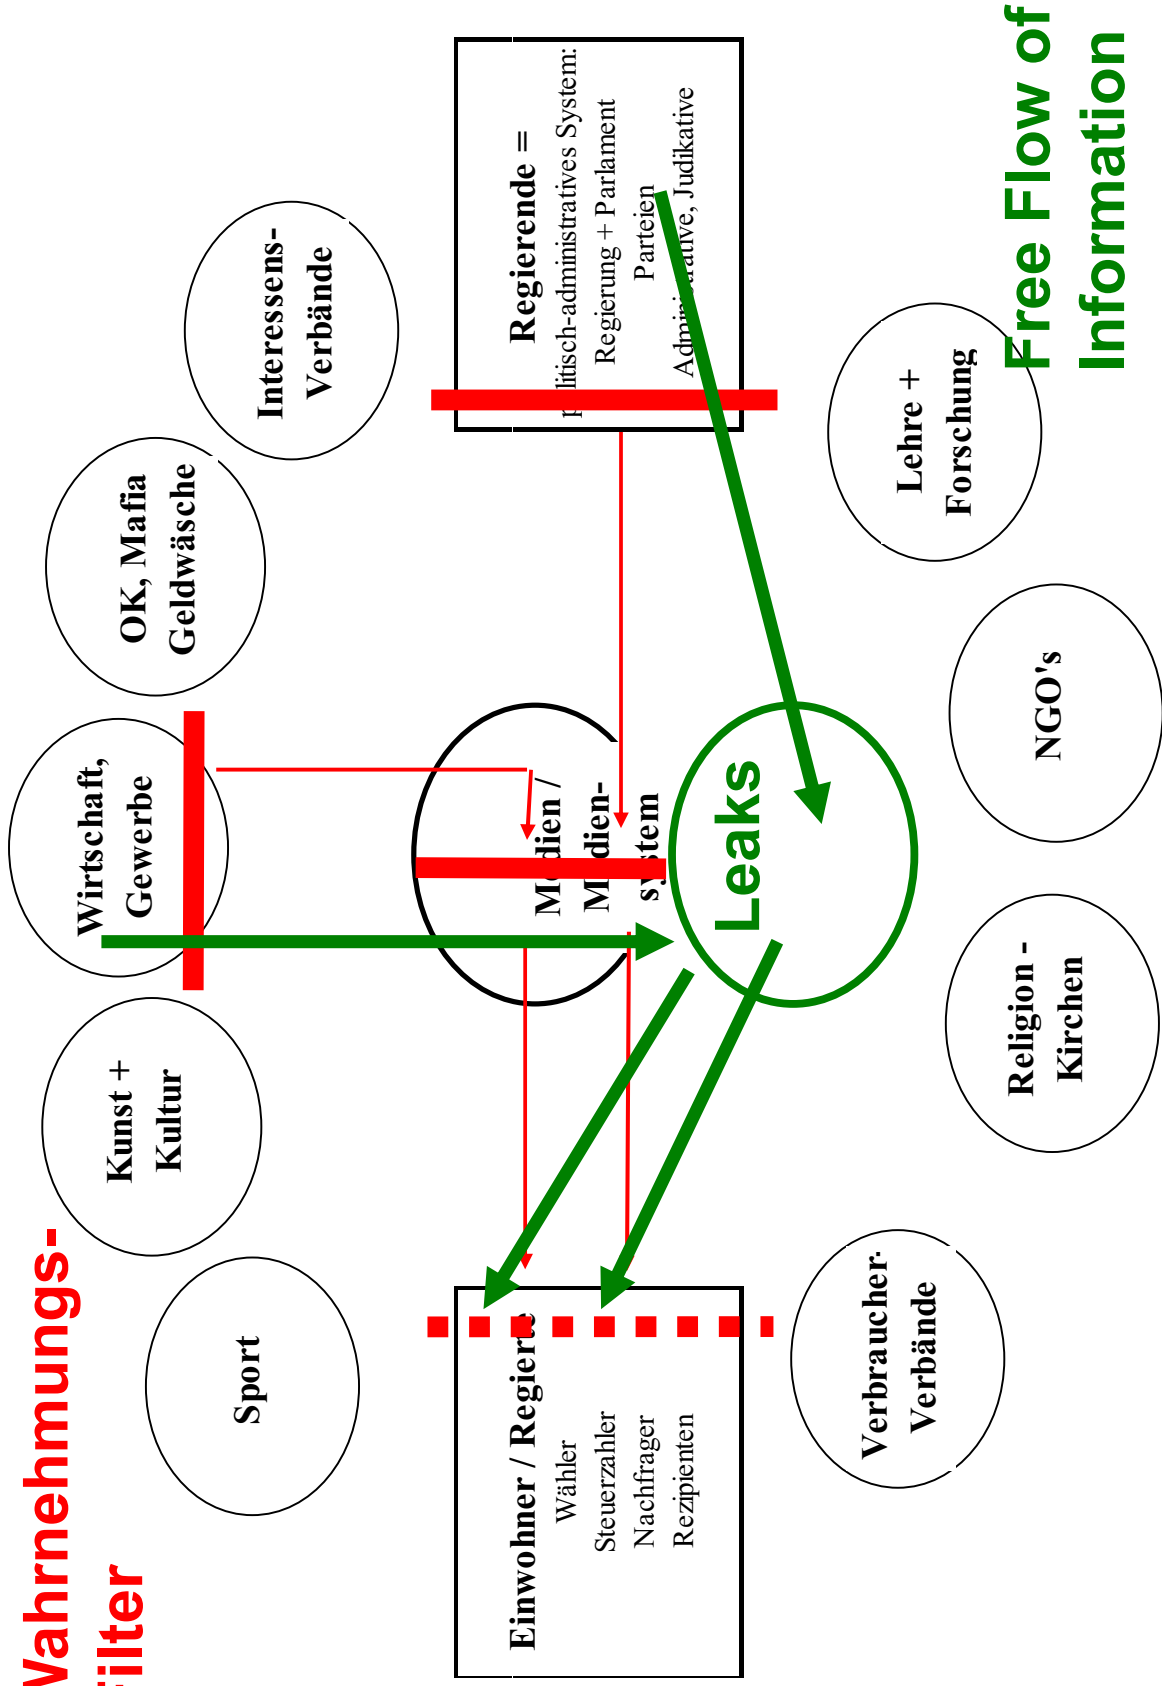 Wahrnehmungs-
Filter
Sport
Kunst +
Kultur
Wirtschaft,
Gewerbe
OK, Mafia
Geldwäsche
Interessens-
Verbände
Einwohner / Regierte
Wähler
Steuerzahler
Nachfrager
Rezipienten
Medien /
Medien-
system
Leaks
Regierende =
politisch-administratives System:
Regierung + Parlament
Parteien
Administrative, Judikative
Verbraucher-
Verbände
Religion -
Kirchen
NGO's
Lehre +
Forschung
Free Flow of
Information